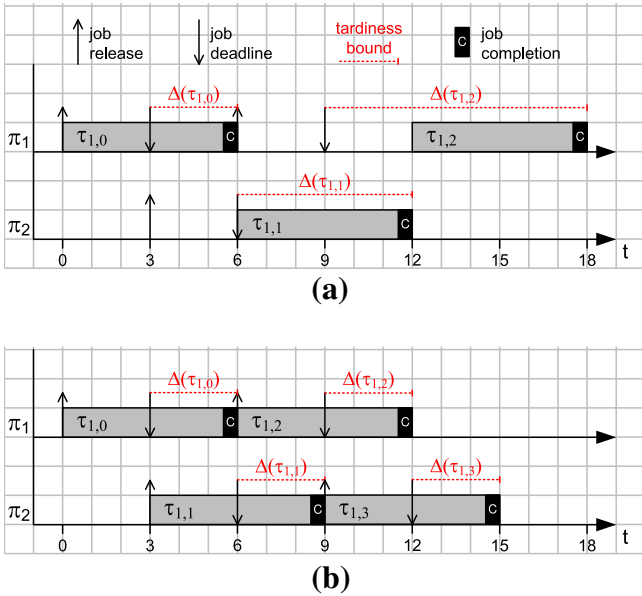 job release
job deadline
tardiness bound
C job completion
Δ(τ1,0)
Δ(τ1,2)
π1
τ1,0
C
τ1,2
C
Δ(τ1,1)
π2
τ1,1
C
0 3 6 9 12 15 18 t
(a)
Δ(τ1,0)
Δ(τ1,2)
π1
τ1,0
C
τ1,2
C
Δ(τ1,1)
Δ(τ1,3)
π2
τ1,1
C
τ1,3
C
0 3 6 9 12 15 18 t
(b)